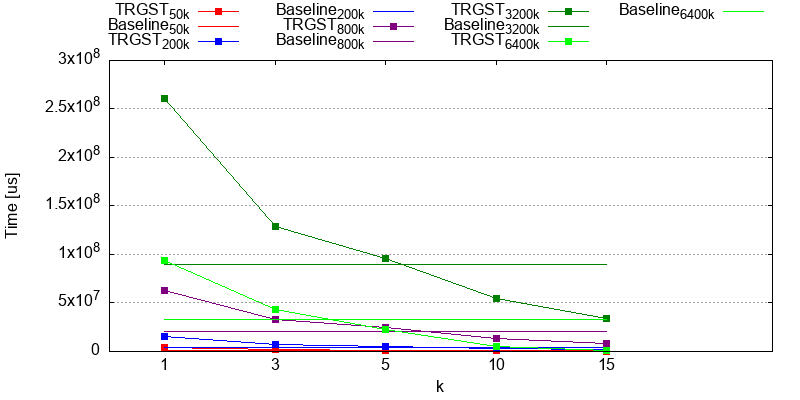 TRGST50k Baseline200k TRGST3200k Baseline6400k
Baseline50k TRGST800k Baseline3200k
TRGST200k Baseline800k TRGST6400k
3x10^8
2.5x10^8
2x10^8
1.5x10^8
1x10^8
5x10^7
0
Time [us]
1 3 5 10 15
k